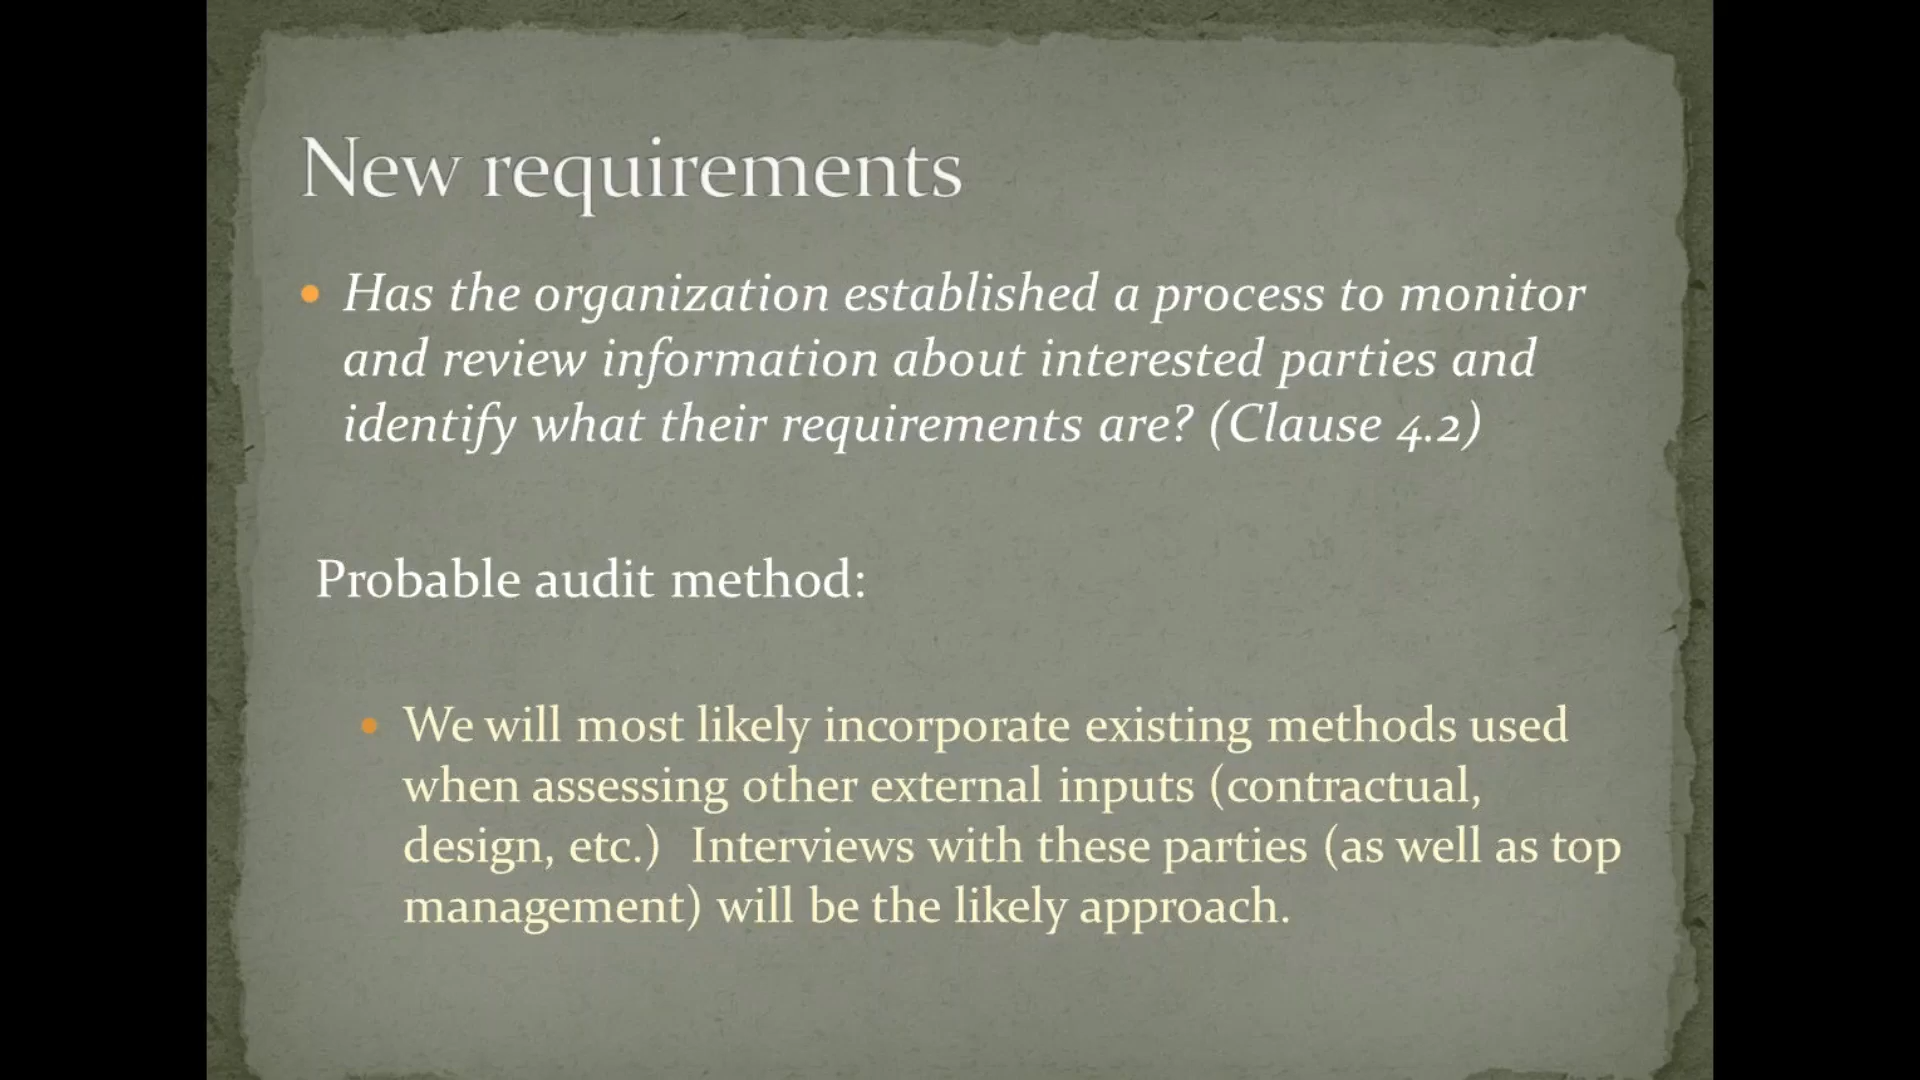 New requirements
• Has the organization established a process to monitor
and review information about interested parties and
identify what their requirements are? (Clause 4.2)
Probable audit method:
• We will most likely incorporate existing methods used
when assessing other external inputs (contractual,
design, etc.)  Interviews with these parties (as well as top
management) will be the likely approach.